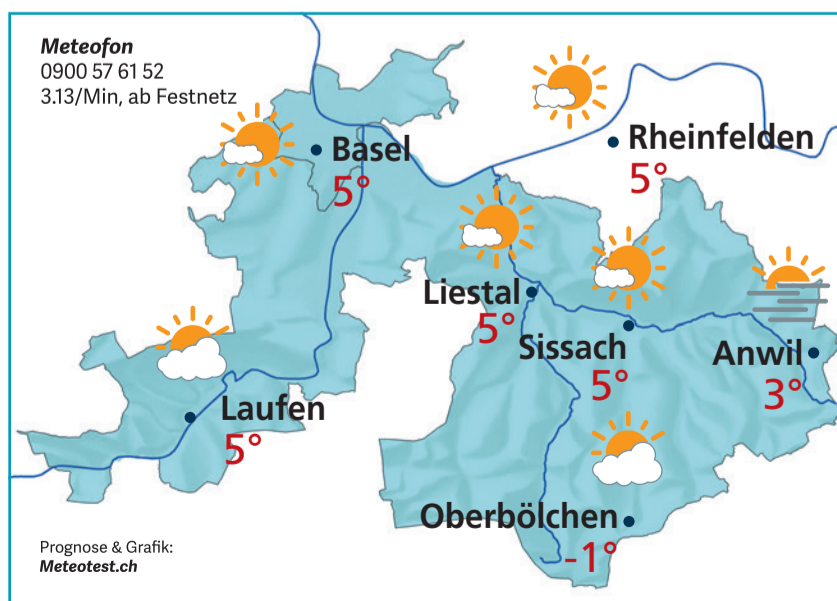 Meteofon
0900 57 61 52
3.13/Min, ab Festnetz
Basel
5°
Rheinfelden
5°
Liestal
5°
Sissach
5°
Anwil
3°
Laufen
5°
Oberbölchen
-1°
Prognose & Grafik:
Meteotest.ch